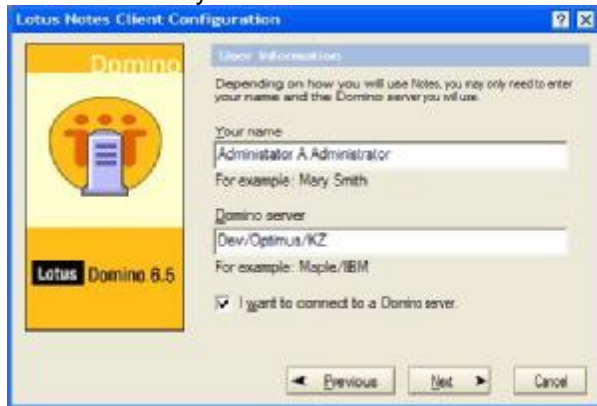 Lotus Notes Client Configuration
Domino
User Information
Depending on how you will use Notes, you may only need to enter
your name and the Domino server you will use.
Your name
Administator A Administrator
For example: Mary Smith
Domino server
Dev/Optimus/KZ
For example: Maple/IBM
Lotus Domino 6.5
I want to connect to a Domino server.
Previous Next Cancel